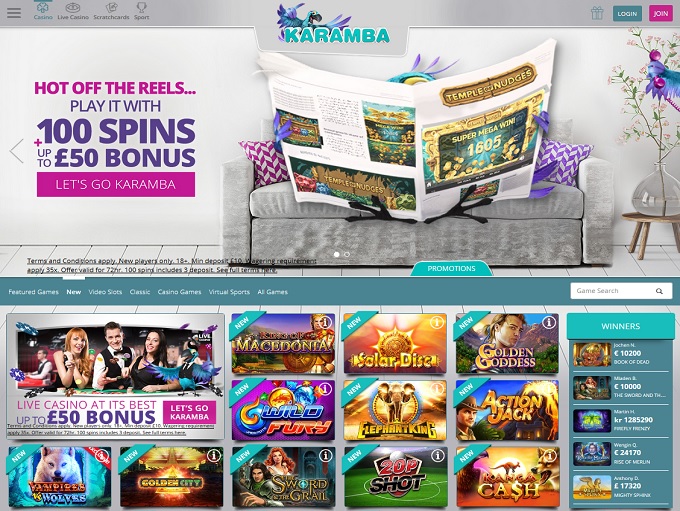 Casino Live Casino Scratchcards Sport
KARAMBA
LOGIN
JOIN
HOT OFF THE REELS...
PLAY IT WITH
100 SPINS
+ UP TO £50 BONUS
LET'S GO KARAMBA
TEMPLE OF NUDGES
SUPER MEGA WIN!
1605
TEMPLE OF NUDGES
Terms and Conditions apply. New players only, 18+. Min deposit £10. Wagering requirement
apply 35x. Offer valid for 72hr. 100 spins includes 3 deposit. See full terms here.
PROMOTIONS
Featured Games New Video Slots Classic Casino Games Virtual Sports All Games
Game Search
LIVE CASINO AT ITS BEST
UP TO £50 BONUS
LET'S GO
KARAMBA
Terms and Conditions apply. New players only, 18+. Min deposit £10. Wagering requirement
apply 35x. Offer valid for 72hr. 100 spins includes 3 deposit. See full terms here.
NEW
MACEDONIA
NEW
Solar Disc
NEW
GOLDEN
GODDESS
NEW
WILD
FURY
NEW
ELEPHANT KING
NEW
ACTION
JACK
VAMPIRES
VS WOLVES
NEW
GOLDEN CITY
NEW
SWORD
& THE GRAIL
NEW
20P
SHOT
NEW
KANGA
CA$H
WINNERS
Jochen N.
£ 10200
BOOK OF DEAD
Mladen B.
£ 10000
THE SWORD AND TH...
Martin H.
kr 1285290
FIREFLY FRENZY
Wengin Q.
£ 24170
RISE OF MERLIN
Anthony D.
£ 17320
MIGHTY SPHINX